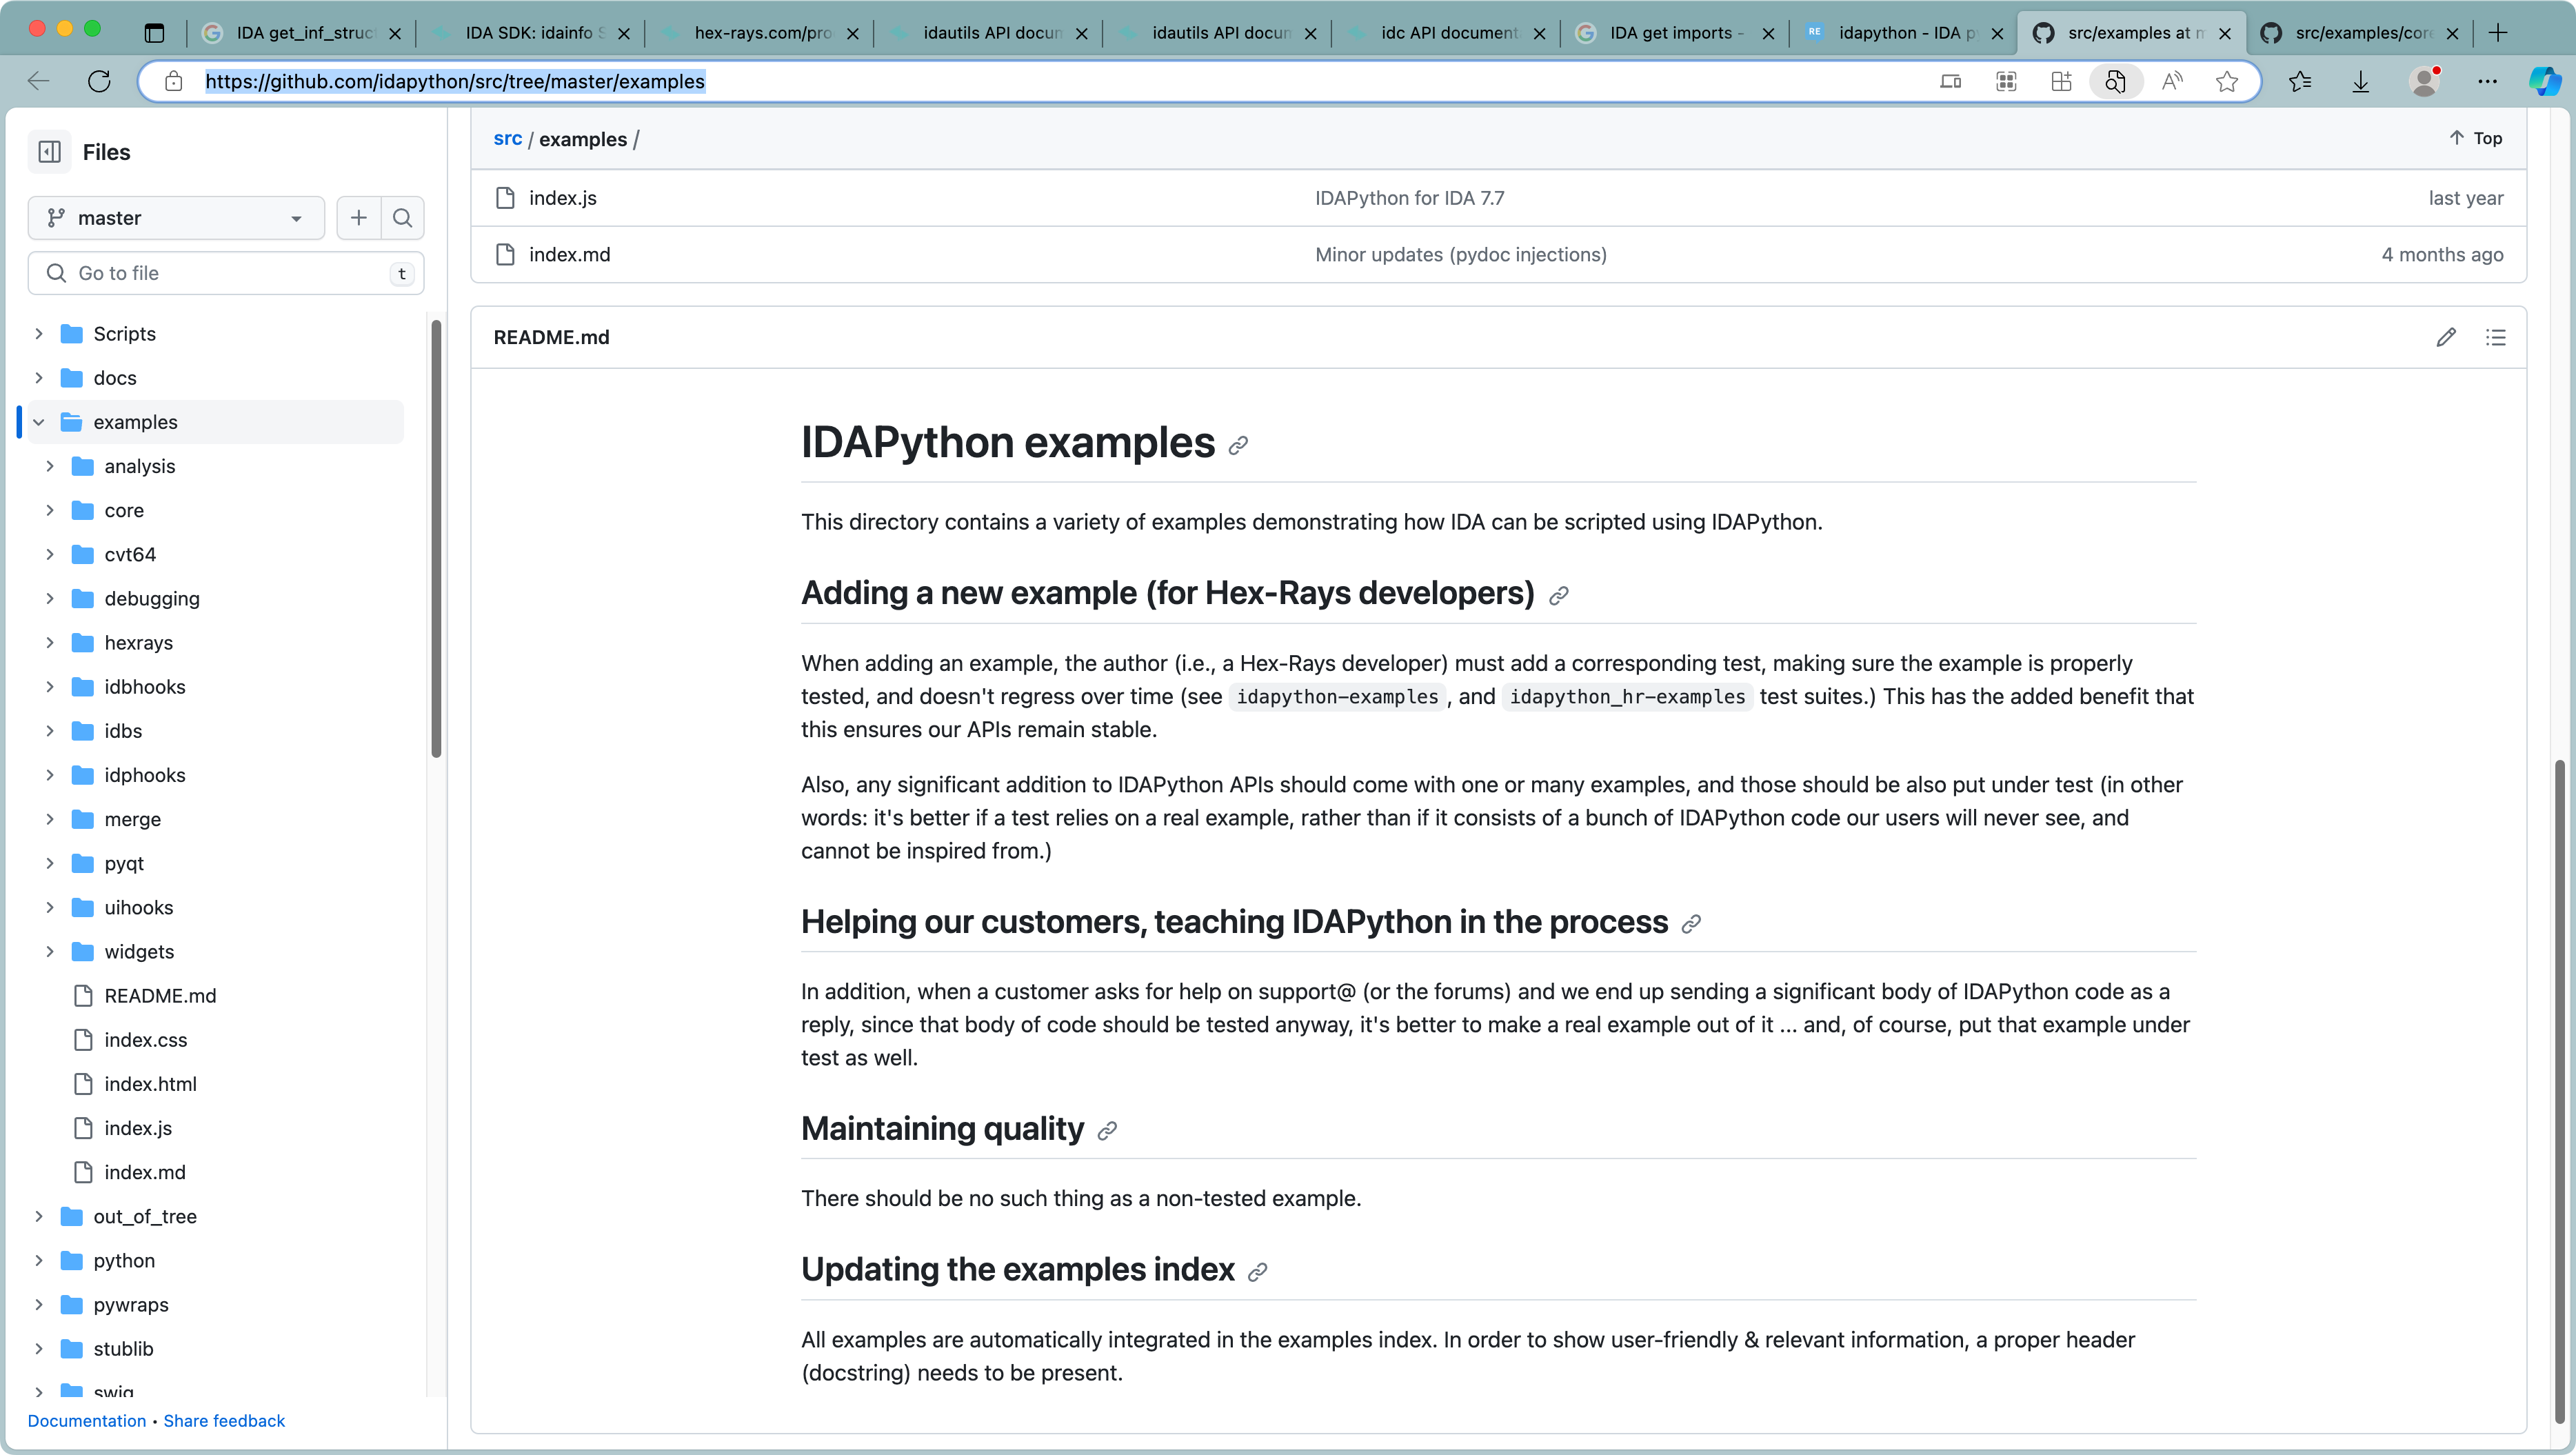 IDA get_inf_struc
IDA SDK: idainfo S
hex-rays.com/pro
idautils API docum
idautils API docum
idc API document
IDA get imports -
RE
idapython - IDA p
src/examples at m
src/examples/cor
https://github.com/idapython/src/tree/master/examples
Files
master
Go to file
t
Scripts
docs
examples
analysis
core
cvt64
debugging
hexrays
idbhooks
idbs
idphooks
merge
pyqt
uihooks
widgets
README.md
index.css
index.html
index.js
index.md
out_of_tree
python
pywraps
stublib
swig
Documentation • Share feedback
src / examples /
Top
index.js IDAPython for IDA 7.7 last year
index.md Minor updates (pydoc injections) 4 months ago
README.md
IDAPython examples
This directory contains a variety of examples demonstrating how IDA can be scripted using IDAPython.
Adding a new example (for Hex-Rays developers)
When adding an example, the author (i.e., a Hex-Rays developer) must add a corresponding test, making sure the example is properly
tested, and doesn't regress over time (see idapython-examples , and idapython_hr-examples test suites.) This has the added benefit that
this ensures our APIs remain stable.
Also, any significant addition to IDAPython APIs should come with one or many examples, and those should be also put under test (in other
words: it's better if a test relies on a real example, rather than if it consists of a bunch of IDAPython code our users will never see, and
cannot be inspired from.)
Helping our customers, teaching IDAPython in the process
In addition, when a customer asks for help on support@ (or the forums) and we end up sending a significant body of IDAPython code as a
reply, since that body of code should be tested anyway, it's better to make a real example out of it ... and, of course, put that example under
test as well.
Maintaining quality
There should be no such thing as a non-tested example.
Updating the examples index
All examples are automatically integrated in the examples index. In order to show user-friendly & relevant information, a proper header
(docstring) needs to be present.